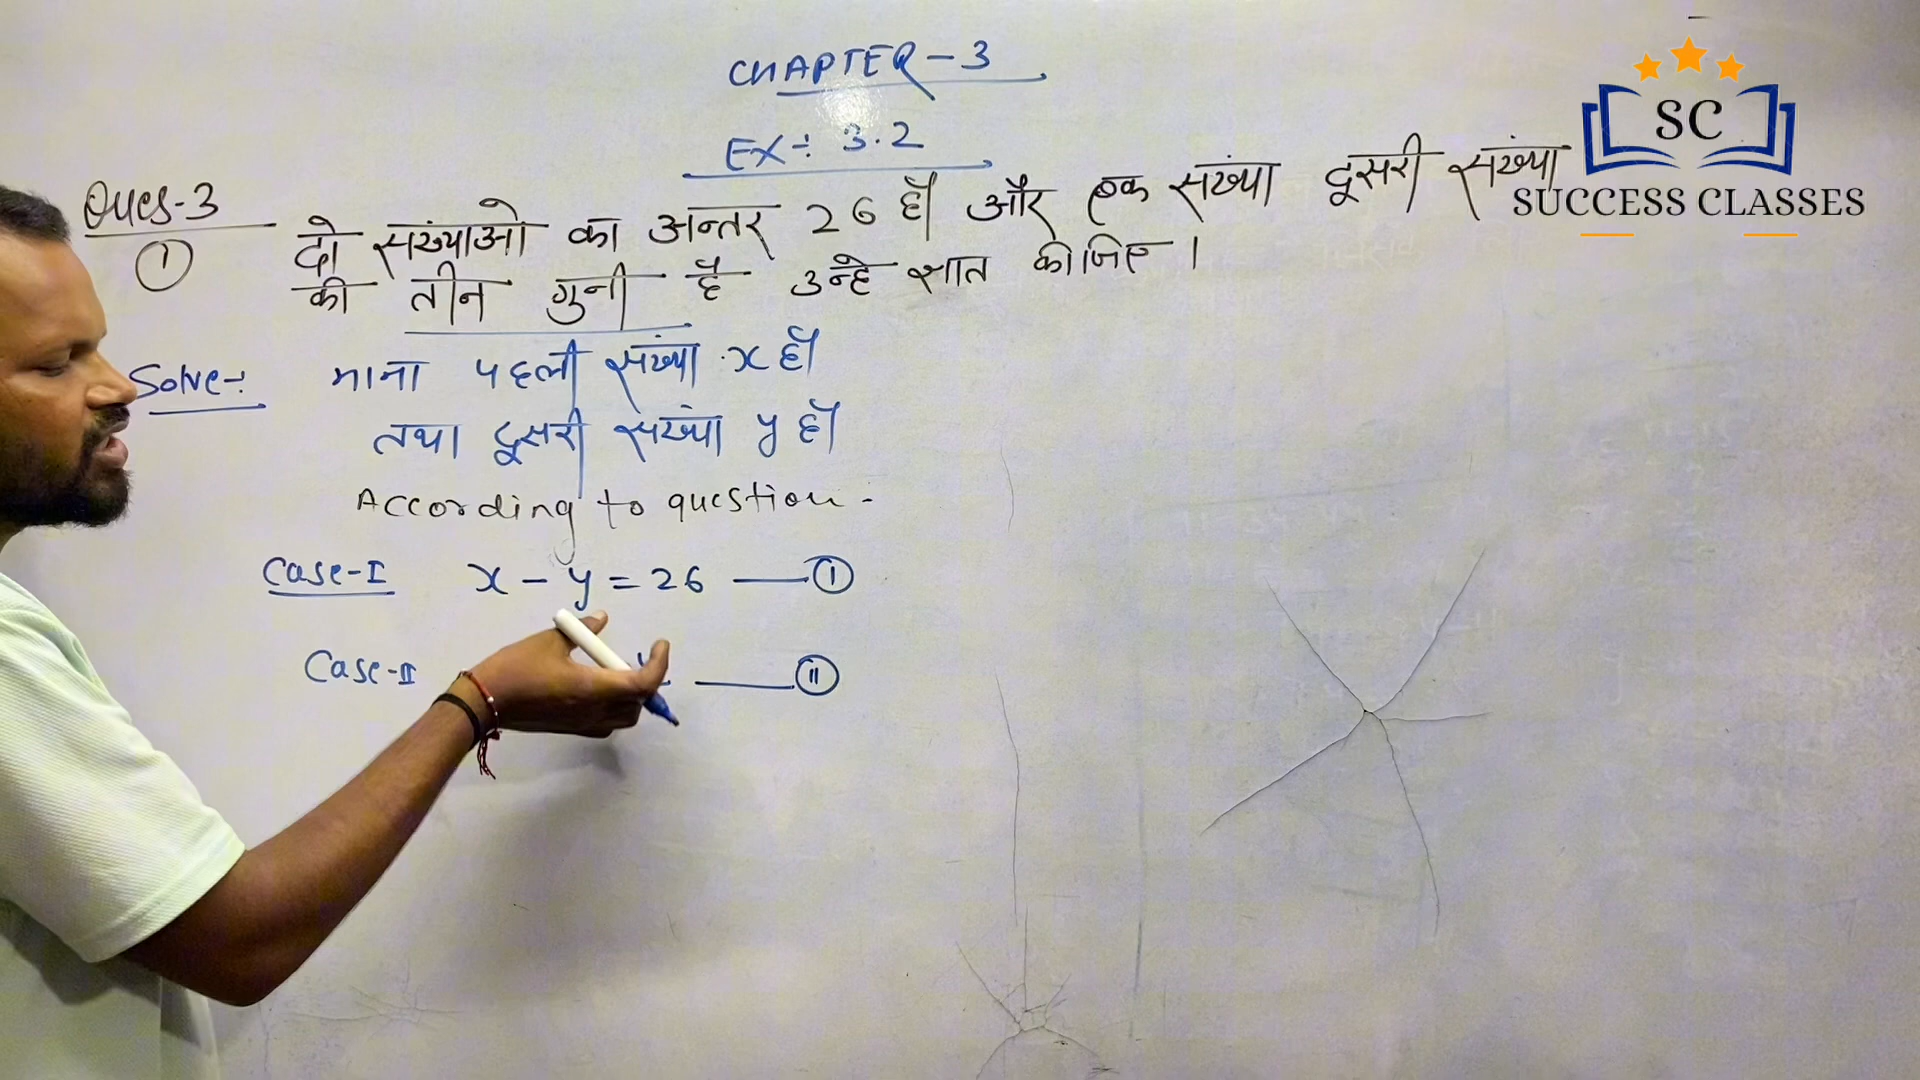 CHAPTER - 3
EX÷ 3.2
Ques-3
①
दो संख्याओ का अन्तर 26 हों और एक संख्या दूसरी संख्या
की तीन गुनी है उन्हे ज्ञात कीजिए।
Solve÷ माना पहली संख्या x हों
तथा दूसरी संख्या y हों
According to question -
Case-I x - y = 26 —— Ⓘ
Case-II —— Ⓘⓘ
SC
SUCCESS CLASSES